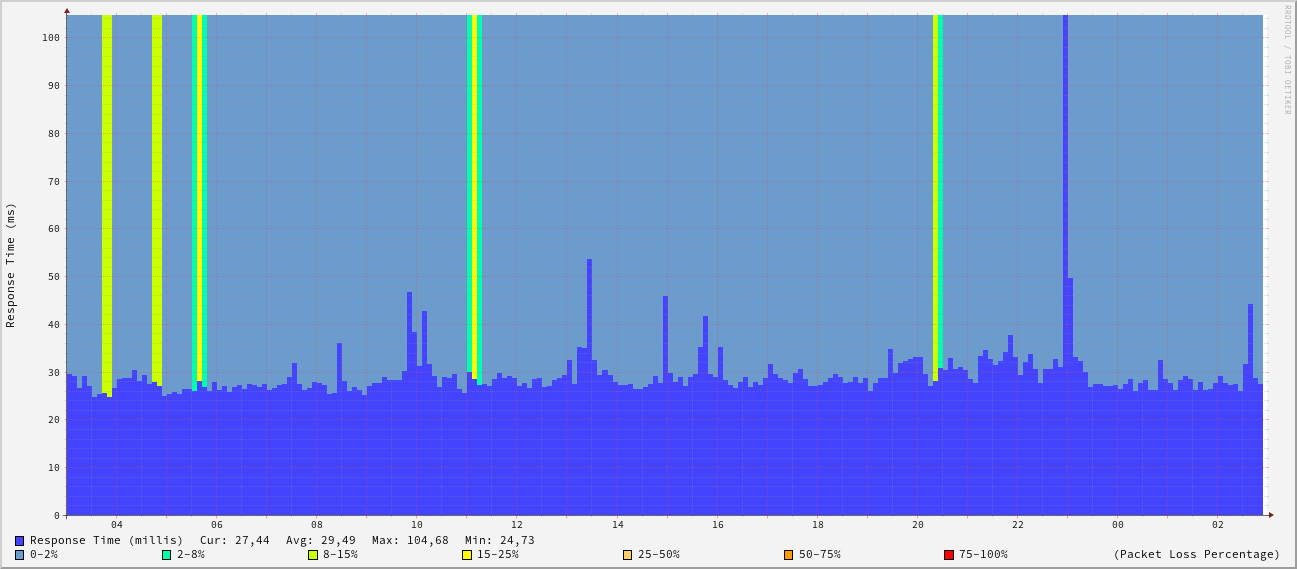 RRDTOOL / TOBI OETIKER
Response Time (ms)
100
90
80
70
60
50
40
30
20
10
0
04 06 08 10 12 14 16 18 20 22 00 02
Response Time (millis) Cur: 27,44 Avg: 29,49 Max: 104,68 Min: 24,73
0-2% 2-8% 8-15% 15-25% 25-50% 50-75% 75-100% (Packet Loss Percentage)